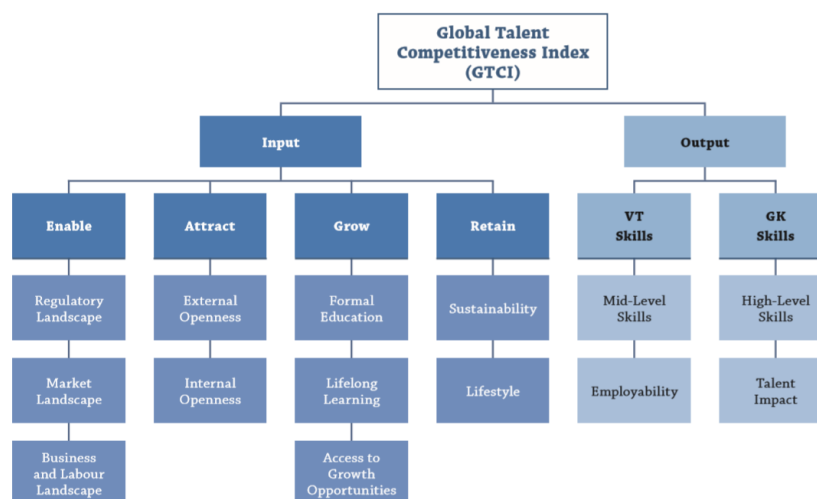 Global Talent
Competitiveness Index
(GTCI)
Input
Output
Enable
Attract
Grow
Retain
VT
Skills
GK
Skills
Regulatory
Landscape
External
Openness
Formal
Education
Sustainability
Mid-Level
Skills
High-Level
Skills
Market
Landscape
Internal
Openness
Lifelong
Learning
Lifestyle
Employability
Talent
Impact
Business
and Labour
Landscape
Access to
Growth
Opportunities